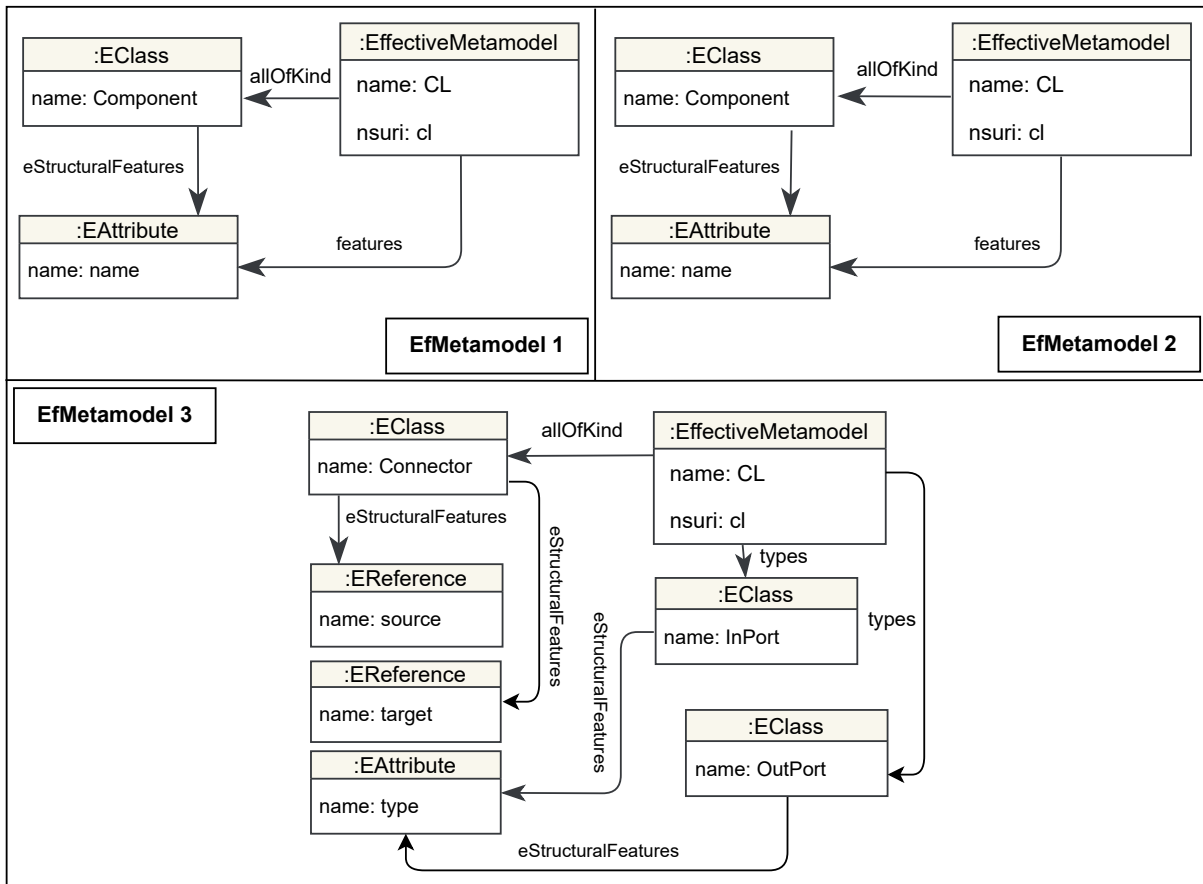 :EClass
name: Component
allOfKind
:EffectiveMetamodel
name: CL
nsuri: cl
eStructuralFeatures
:EAttribute
name: name
features
EfMetamodel 1
:EClass
name: Component
allOfKind
:EffectiveMetamodel
name: CL
nsuri: cl
eStructuralFeatures
:EAttribute
name: name
features
EfMetamodel 2
EfMetamodel 3
:EClass
name: Connector
allOfKind
:EffectiveMetamodel
name: CL
nsuri: cl
eStructuralFeatures
eStructuralFeatures
types
:EReference
name: source
:EClass
name: InPort
types
eStructuralFeatures
:EReference
name: target
:EClass
name: OutPort
:EAttribute
name: type
eStructuralFeatures